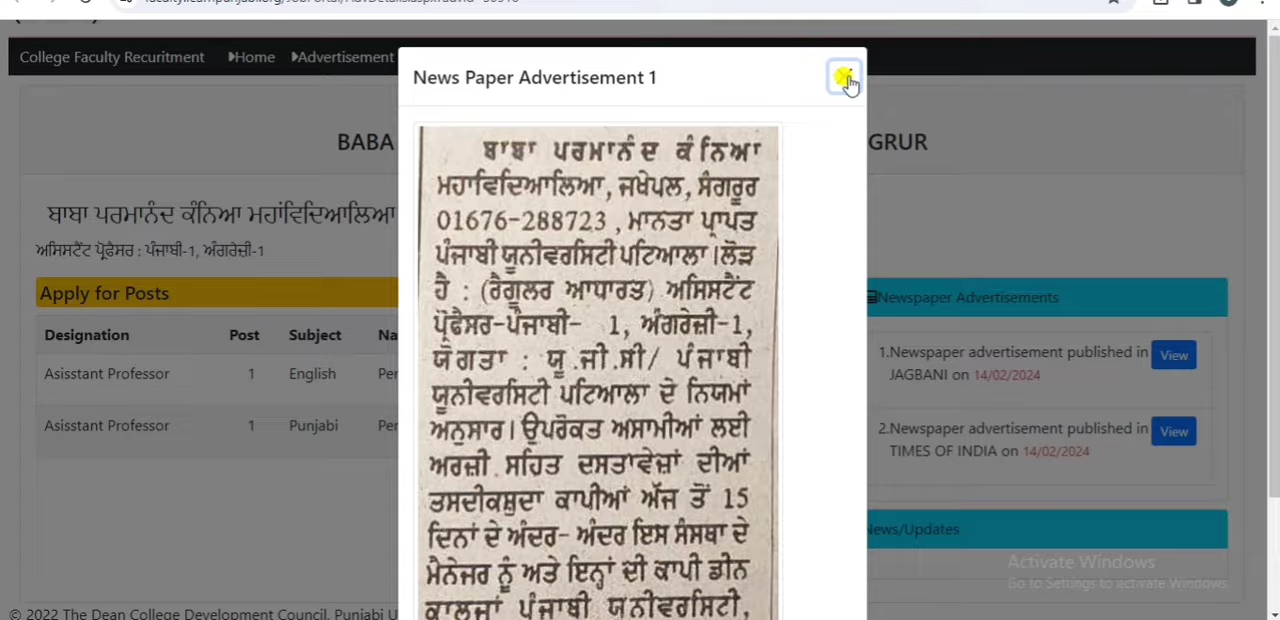 College Faculty Recuritment
Home
Advertisement
News Paper Advertisement 1
BABA
GRUR
ਬਾਬਾ ਪਰਮਾਨੰਦ ਕੰਨਿਆ ਮਹਾਂਵਿਦਿਆਲਿਆ
ਅਸਿਸਟੈਂਟ ਪ੍ਰੋਫੈਸਰ : ਪੰਜਾਬੀ-1, ਅੰਗਰੇਜ਼ੀ-1
Apply for Posts
Designation Post Subject Na
Asisstant Professor 1 English Per
Asisstant Professor 1 Punjabi Per
ਬਾਬਾ ਪਰਮਾਨੰਦ ਕੰਨਿਆ
ਮਹਾਵਿਦਿਆਲਿਆ, ਜਖੇਪਲ, ਸੰਗਰੂਰ
01676-288723 , ਮਾਨਤਾ ਪ੍ਰਾਪਤ
ਪੰਜਾਬੀ ਯੂਨੀਵਰਸਿਟੀ ਪਟਿਆਲਾ।ਲੋੜ
ਹੈ : (ਰੈਗੂਲਰ ਆਧਾਰਤ) ਅਸਿਸਟੈਂਟ
ਪ੍ਰੋਫੈਸਰ-ਪੰਜਾਬੀ- 1, ਅੰਗਰੇਜ਼ੀ-1,
ਯੋਗਤਾ : ਯੂ.ਜੀ.ਸੀ/ ਪੰਜਾਬੀ
ਯੂਨੀਵਰਸਿਟੀ ਪਟਿਆਲਾ ਦੇ ਨਿਯਮਾਂ
ਅਨੁਸਾਰ। ਉਪਰੋਕਤ ਅਸਾਮੀਆਂ ਲਈ
ਅਰਜ਼ੀ ਸਹਿਤ ਦਸਤਾਵੇਜ਼ਾਂ ਦੀਆਂ
ਤਸਦੀਕਸ਼ੁਦਾ ਕਾਪੀਆਂ ਅੱਜ ਤੋਂ 15
ਦਿਨਾਂ ਦੇ ਅੰਦਰ- ਅੰਦਰ ਇਸ ਸੰਸਥਾ ਦੇ
ਮੈਨੇਜਰ ਨੂੰ ਅਤੇ ਇਨ੍ਹਾਂ ਦੀ ਕਾਪੀ ਡੀਨ
ਕਾਲਜਾਂ ਪੰਜਾਬੀ ਯੂਨੀਵਰਸਿਟੀ,
Newspaper Advertisements
1.Newspaper advertisement published in View
JAGBANI on 14/02/2024
2.Newspaper advertisement published in View
TIMES OF INDIA on 14/02/2024
News/Updates
Activate Windows
Go to Settings to activate Windows.
© 2022 The Dean College Development Council, Punjabi U